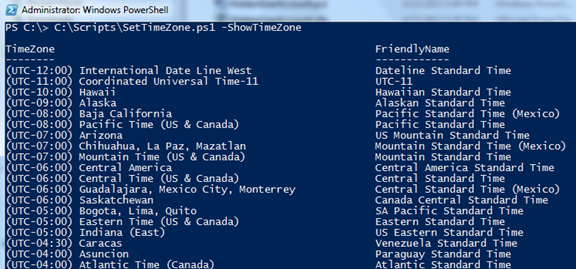 Administrator: Windows PowerShell
PS C:\> C:\Scripts\SetTimeZone.ps1 -ShowTimeZone
TimeZone FriendlyName
-------- ------------
(UTC-12:00) International Date Line West Dateline Standard Time
(UTC-11:00) Coordinated Universal Time-11 UTC-11
(UTC-10:00) Hawaii Hawaiian Standard Time
(UTC-09:00) Alaska Alaskan Standard Time
(UTC-08:00) Baja California Pacific Standard Time (Mexico)
(UTC-08:00) Pacific Time (US & Canada) Pacific Standard Time
(UTC-07:00) Arizona US Mountain Standard Time
(UTC-07:00) Chihuahua, La Paz, Mazatlan Mountain Standard Time (Mexico)
(UTC-07:00) Mountain Time (US & Canada) Mountain Standard Time
(UTC-06:00) Central America Central America Standard Time
(UTC-06:00) Central Time (US & Canada) Central Standard Time
(UTC-06:00) Guadalajara, Mexico City, Monterrey Central Standard Time (Mexico)
(UTC-06:00) Saskatchewan Canada Central Standard Time
(UTC-05:00) Bogota, Lima, Quito SA Pacific Standard Time
(UTC-05:00) Eastern Time (US & Canada) Eastern Standard Time
(UTC-05:00) Indiana (East) US Eastern Standard Time
(UTC-04:30) Caracas Venezuela Standard Time
(UTC-04:00) Asuncion Paraguay Standard Time
(UTC-04:00) Atlantic Time (Canada) Atlantic Standard Time